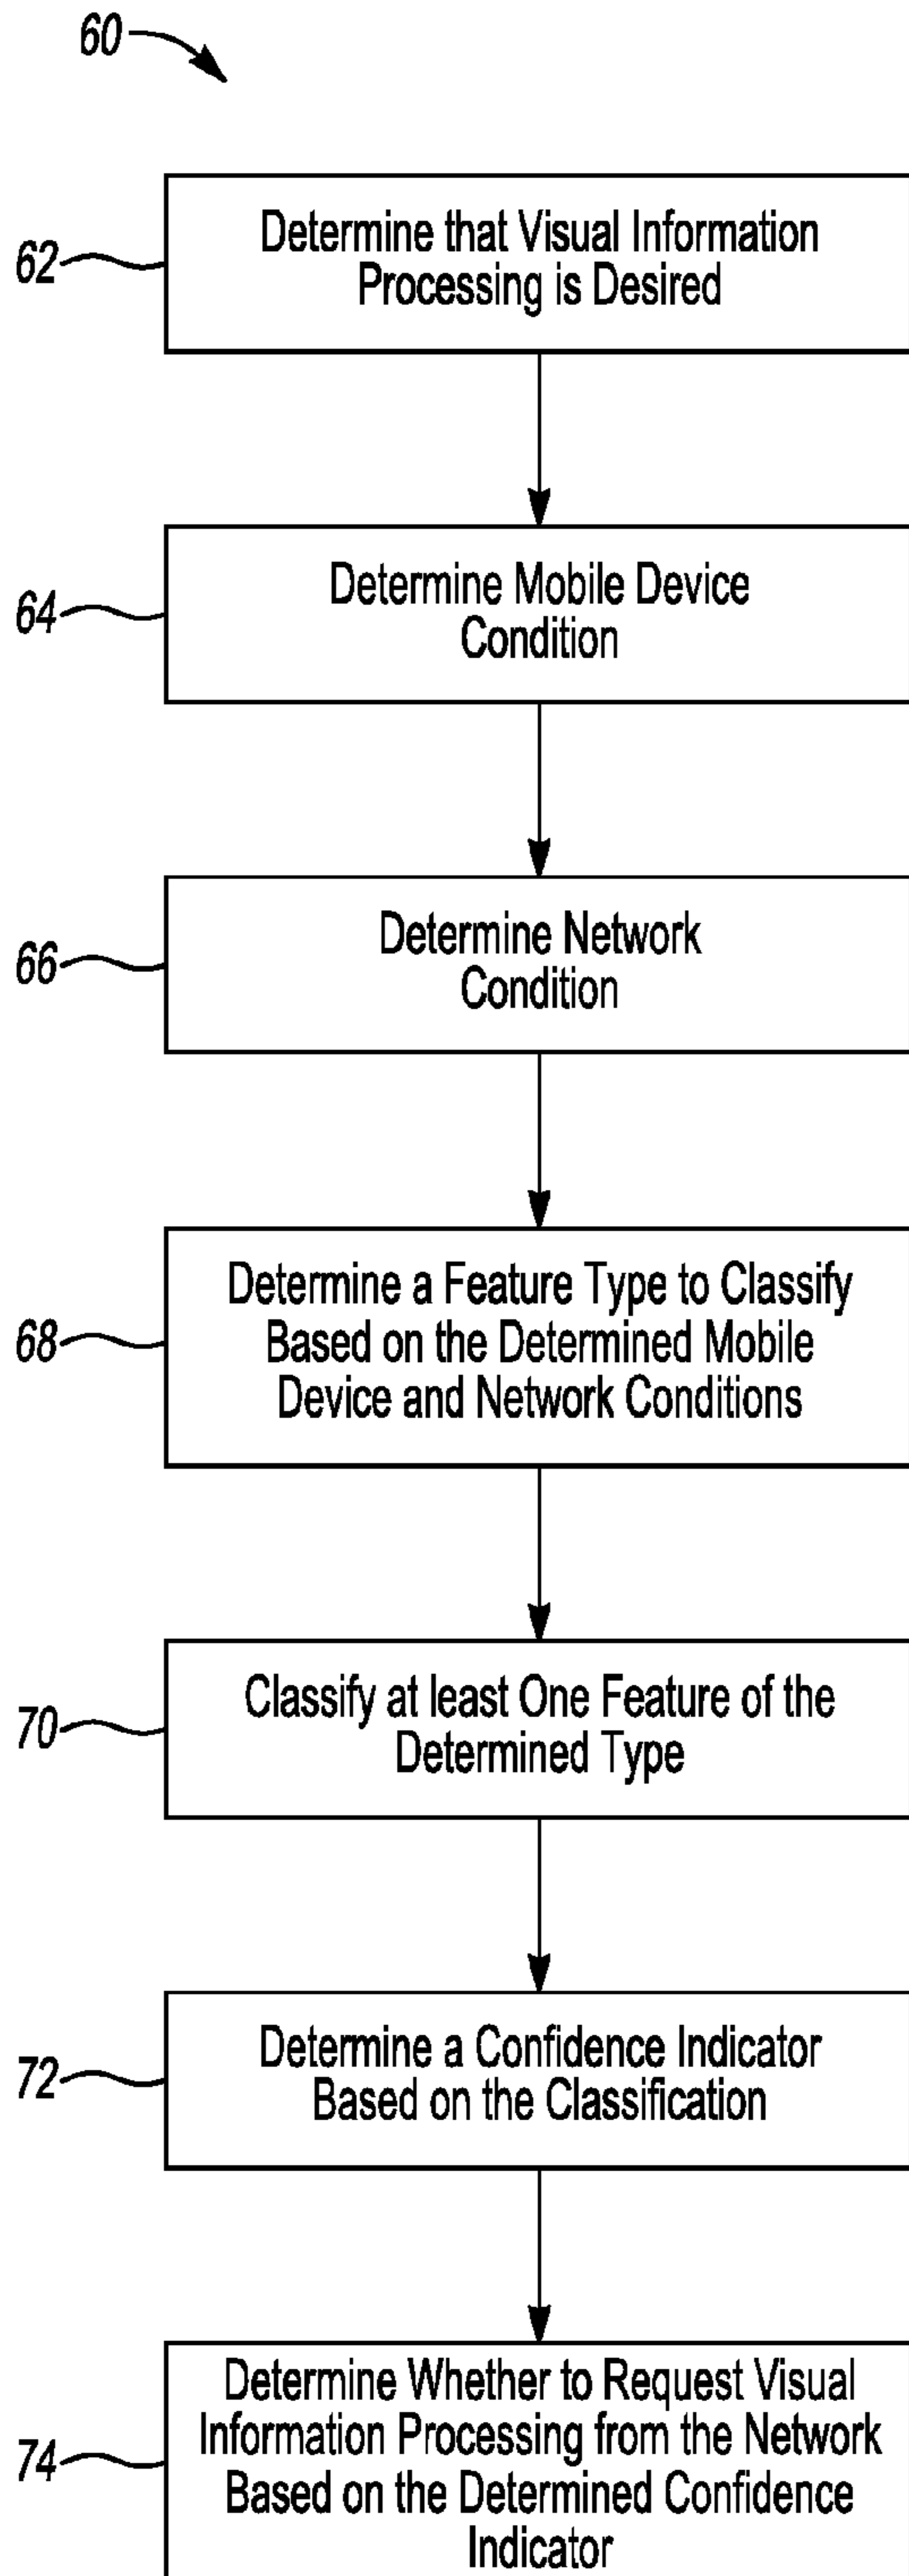 60
62
Determine that Visual Information
Processing is Desired
64
Determine Mobile Device
Condition
66
Determine Network
Condition
68
Determine a Feature Type to Classify
Based on the Determined Mobile
Device and Network Conditions
70
Classify at least One Feature of the
Determined Type
72
Determine a Confidence Indicator
Based on the Classification
74
Determine Whether to Request Visual
Information Processing from the Network
Based on the Determined Confidence
Indicator